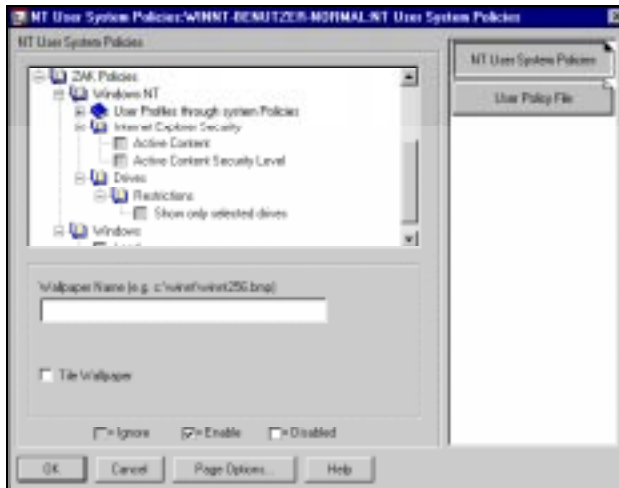 NT User System Policies:WINNT-BENUTZER-NORMAL:NT User System Policies
NT User System Policies
ZAK Policies
Windows NT
User Profiles through system Policies
Internet Explorer Security
Active Content
Active Content Security Level
Drives
Restrictions
Show only selected drives
Windows
Wallpaper Name (e.g. c:\winnt\winnt256.bmp)
Tile Wallpaper
= Ignore
= Enable
= Disabled
OK
Cancel
Page Options...
Help
NT User System Policies
User Policy File